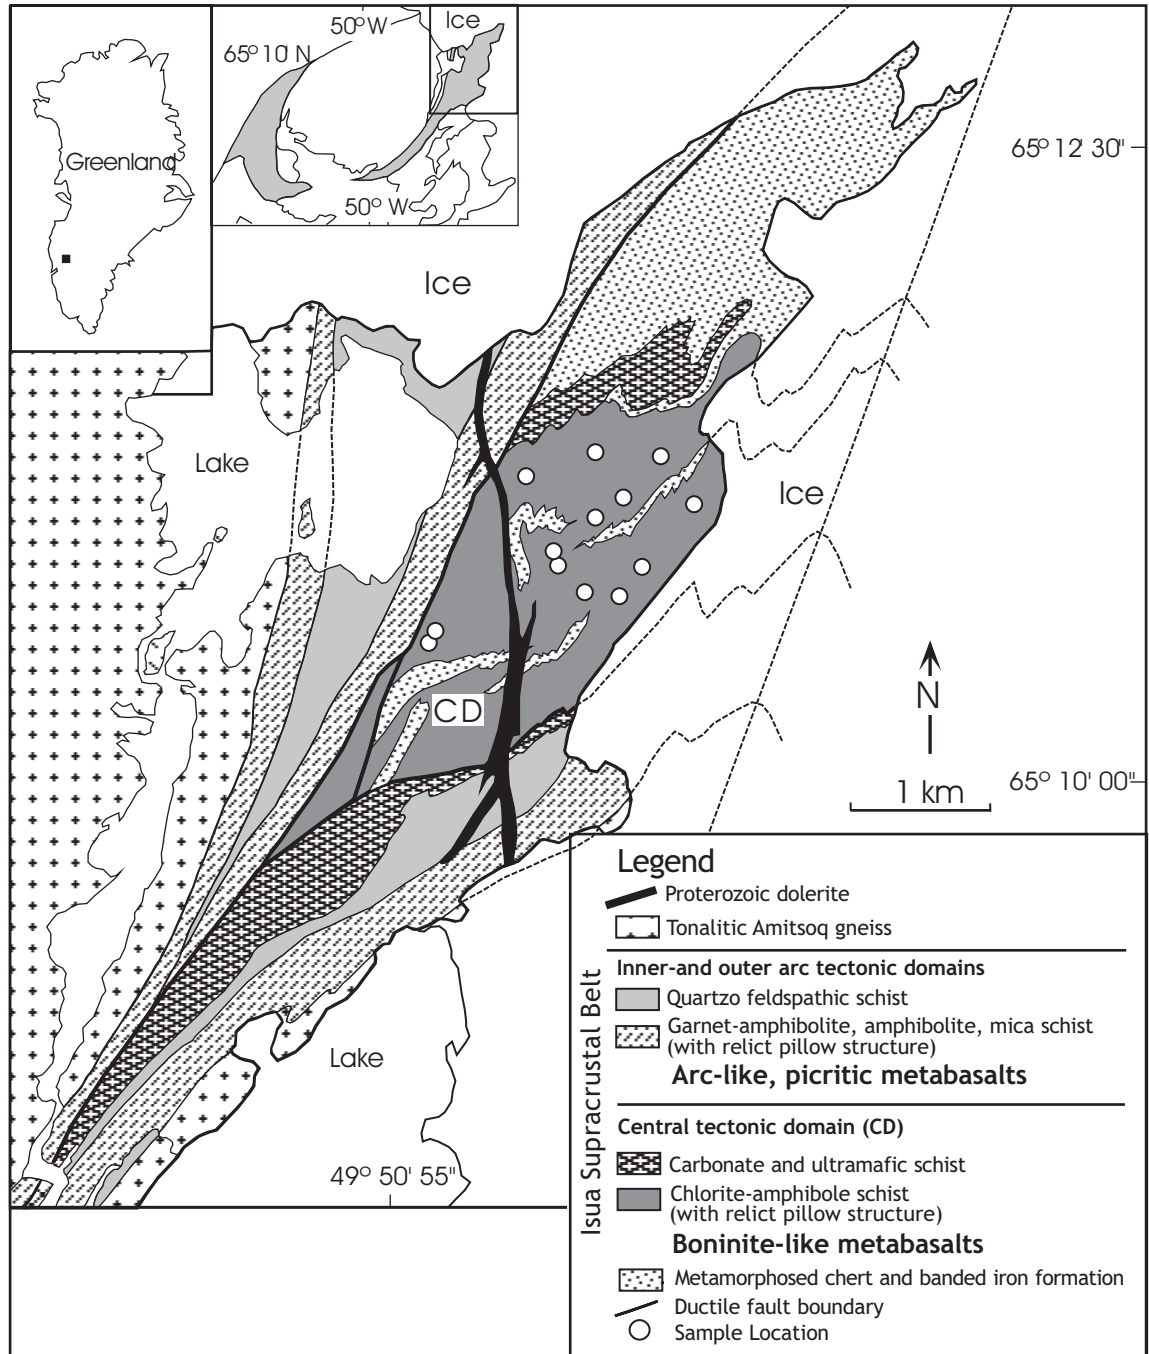 50° W
Ice
65° 10' N
Greenland
50° W
65° 12' 30"
Ice
Lake
Ice
N
CD
1 km
65° 10' 00"
Lake
49° 50' 55"
Legend
Proterozoic dolerite
Tonalitic Amitsoq gneiss
Isua Supracrustal Belt
Inner-and outer arc tectonic domains
Quartzo feldspathic schist
Garnet-amphibolite, amphibolite, mica schist
(with relict pillow structure)
Arc-like, picritic metabasalts
Central tectonic domain (CD)
Carbonate and ultramafic schist
Chlorite-amphibole schist
(with relict pillow structure)
Boninite-like metabasalts
Metamorphosed chert and banded iron formation
Ductile fault boundary
Sample Location